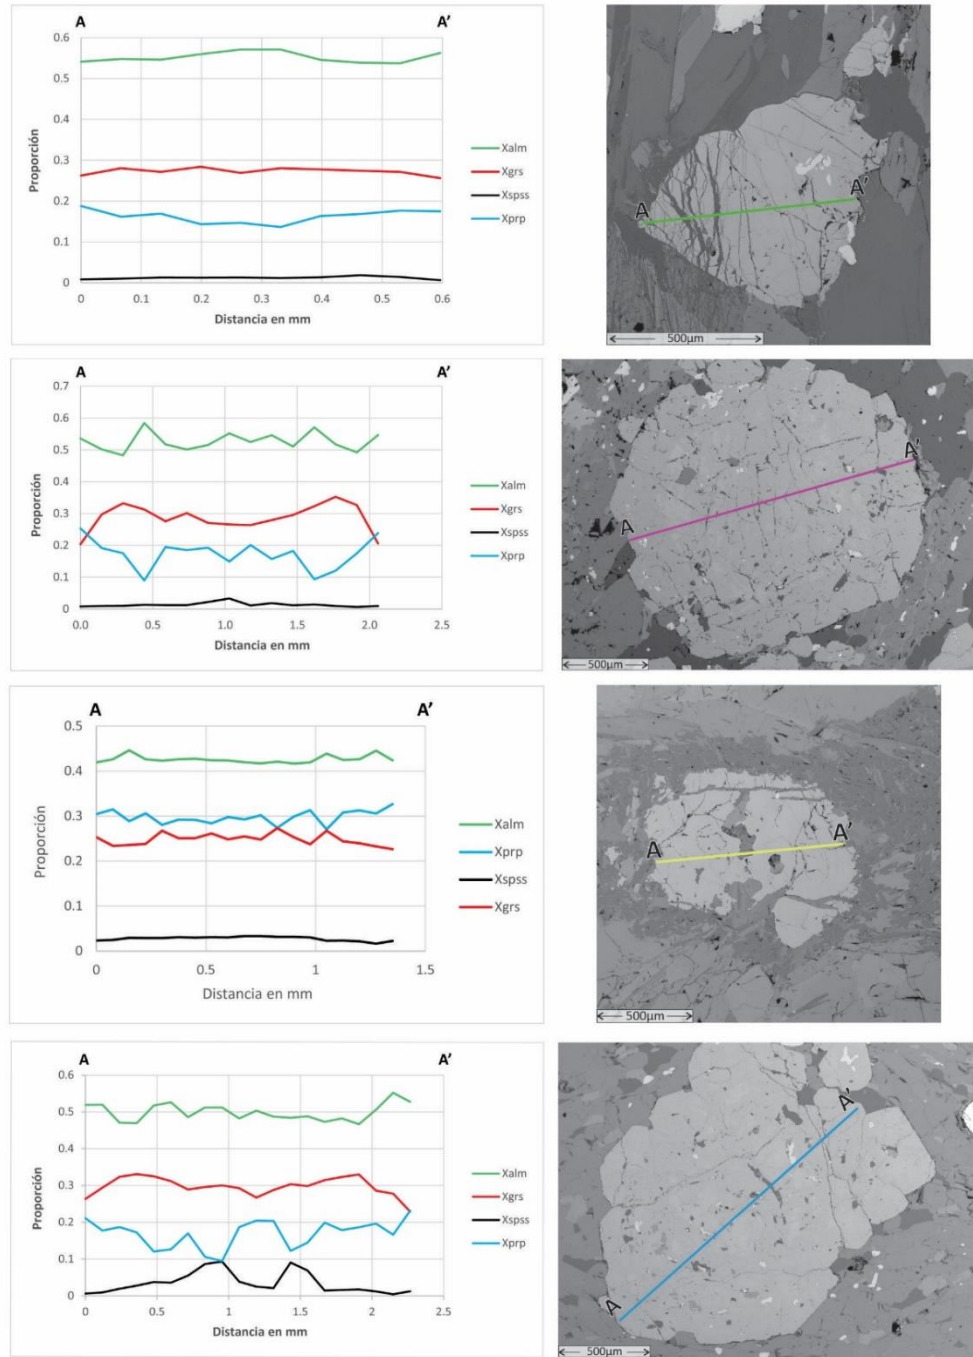 A A'
0.6
0.5
0.4
0.3
0.2
0.1
0
Proporción
0 0.1 0.2 0.3 0.4 0.5 0.6
Distancia en mm
Xalm
Xgrs
Xspss
Xprp
A A'
500µm
A A'
0.7
0.6
0.5
0.4
0.3
0.2
0.1
0
Proporción
0.0 0.5 1.0 1.5 2.0 2.5
Distancia en mm
Xalm
Xgrs
Xspss
Xprp
A A'
500µm
A A'
0.5
0.4
0.3
0.2
0.1
0
Proporción
0 0.5 1 1.5
Distancia en mm
Xalm
Xprp
Xspss
Xgrs
A A'
500µm
A A'
0.6
0.5
0.4
0.3
0.2
0.1
0
Proporción
0 0.5 1 1.5 2 2.5
Distancia en mm
Xalm
Xgrs
Xspss
Xprp
A'
A
500µm